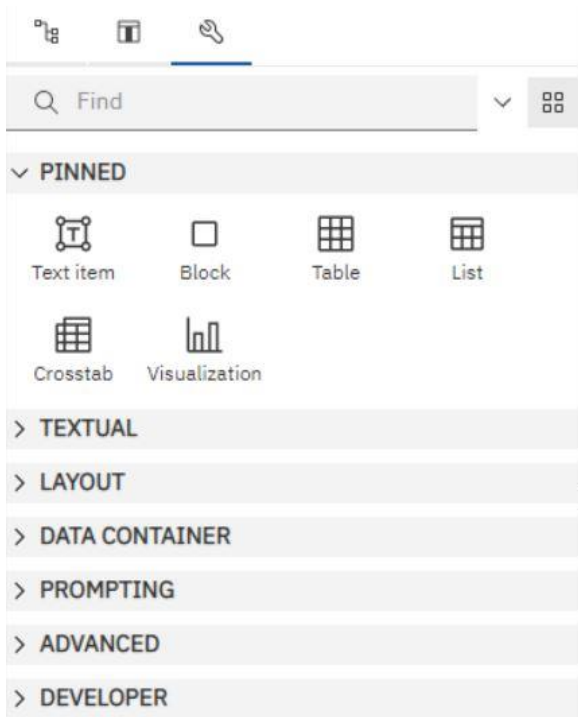 Find
PINNED
Text item Block Table List
Crosstab Visualization
TEXTUAL
LAYOUT
DATA CONTAINER
PROMPTING
ADVANCED
DEVELOPER